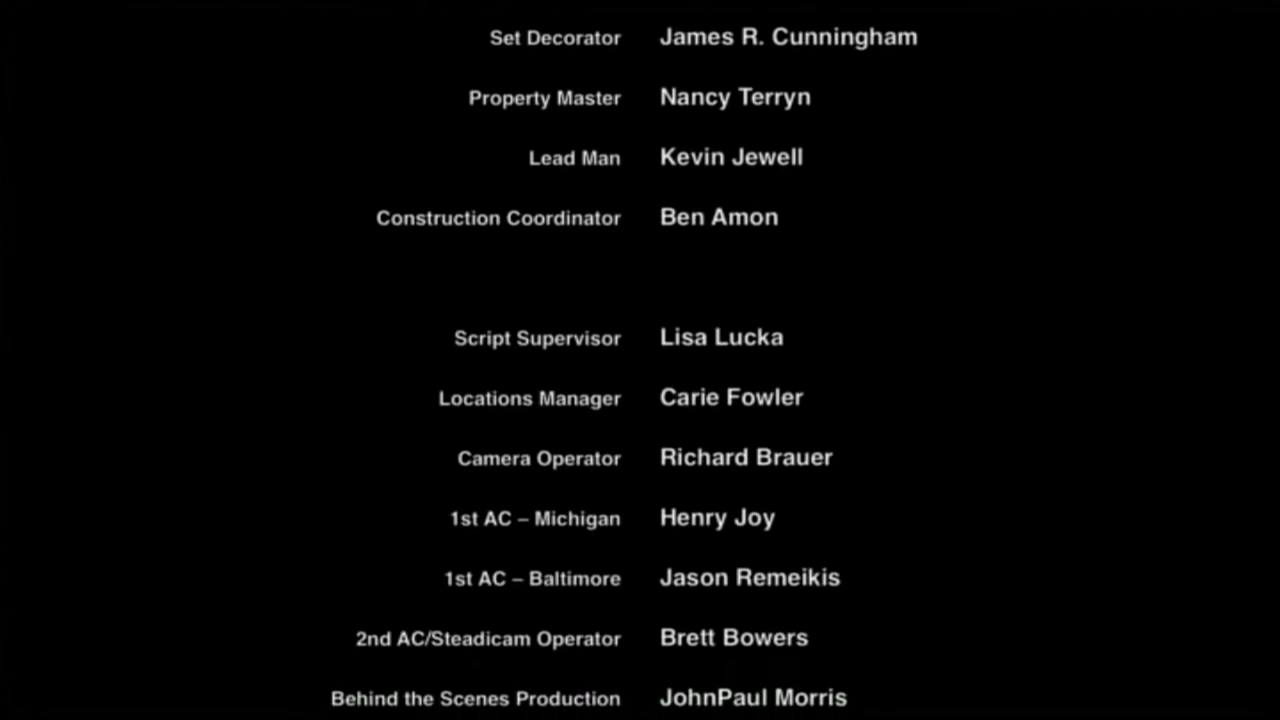 Set Decorator James R. Cunningham
Property Master Nancy Terryn
Lead Man Kevin Jewell
Construction Coordinator Ben Amon
Script Supervisor Lisa Lucka
Locations Manager Carie Fowler
Camera Operator Richard Brauer
1st AC – Michigan Henry Joy
1st AC – Baltimore Jason Remeikis
2nd AC/Steadicam Operator Brett Bowers
Behind the Scenes Production JohnPaul Morris